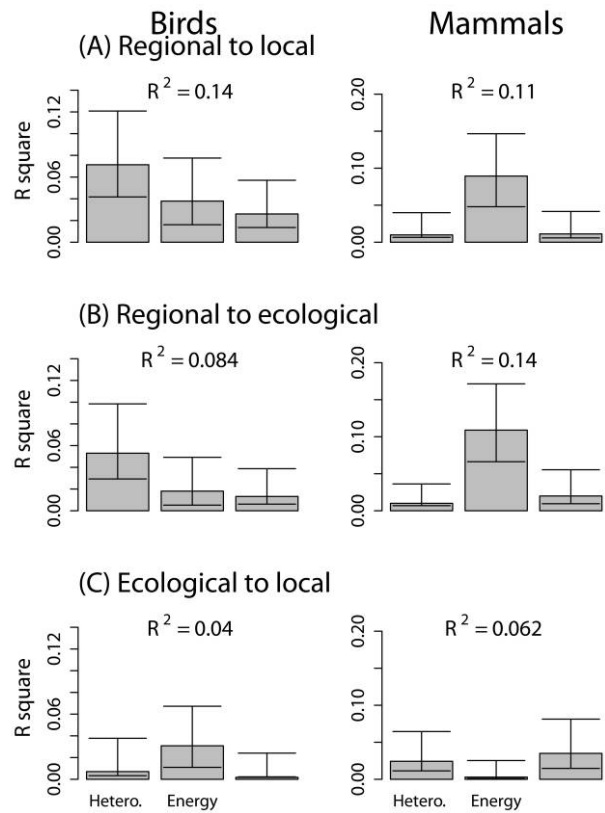 Birds Mammals
(A) Regional to local
R² = 0.14
R square
0.00 0.06 0.12
R² = 0.11
0.00 0.10 0.20
(B) Regional to ecological
R² = 0.084
R square
0.00 0.06 0.12
R² = 0.14
0.00 0.10 0.20
(C) Ecological to local
R² = 0.04
R square
0.00 0.06 0.12
R² = 0.062
0.00 0.10 0.20
Hetero. Energy
Hetero. Energy